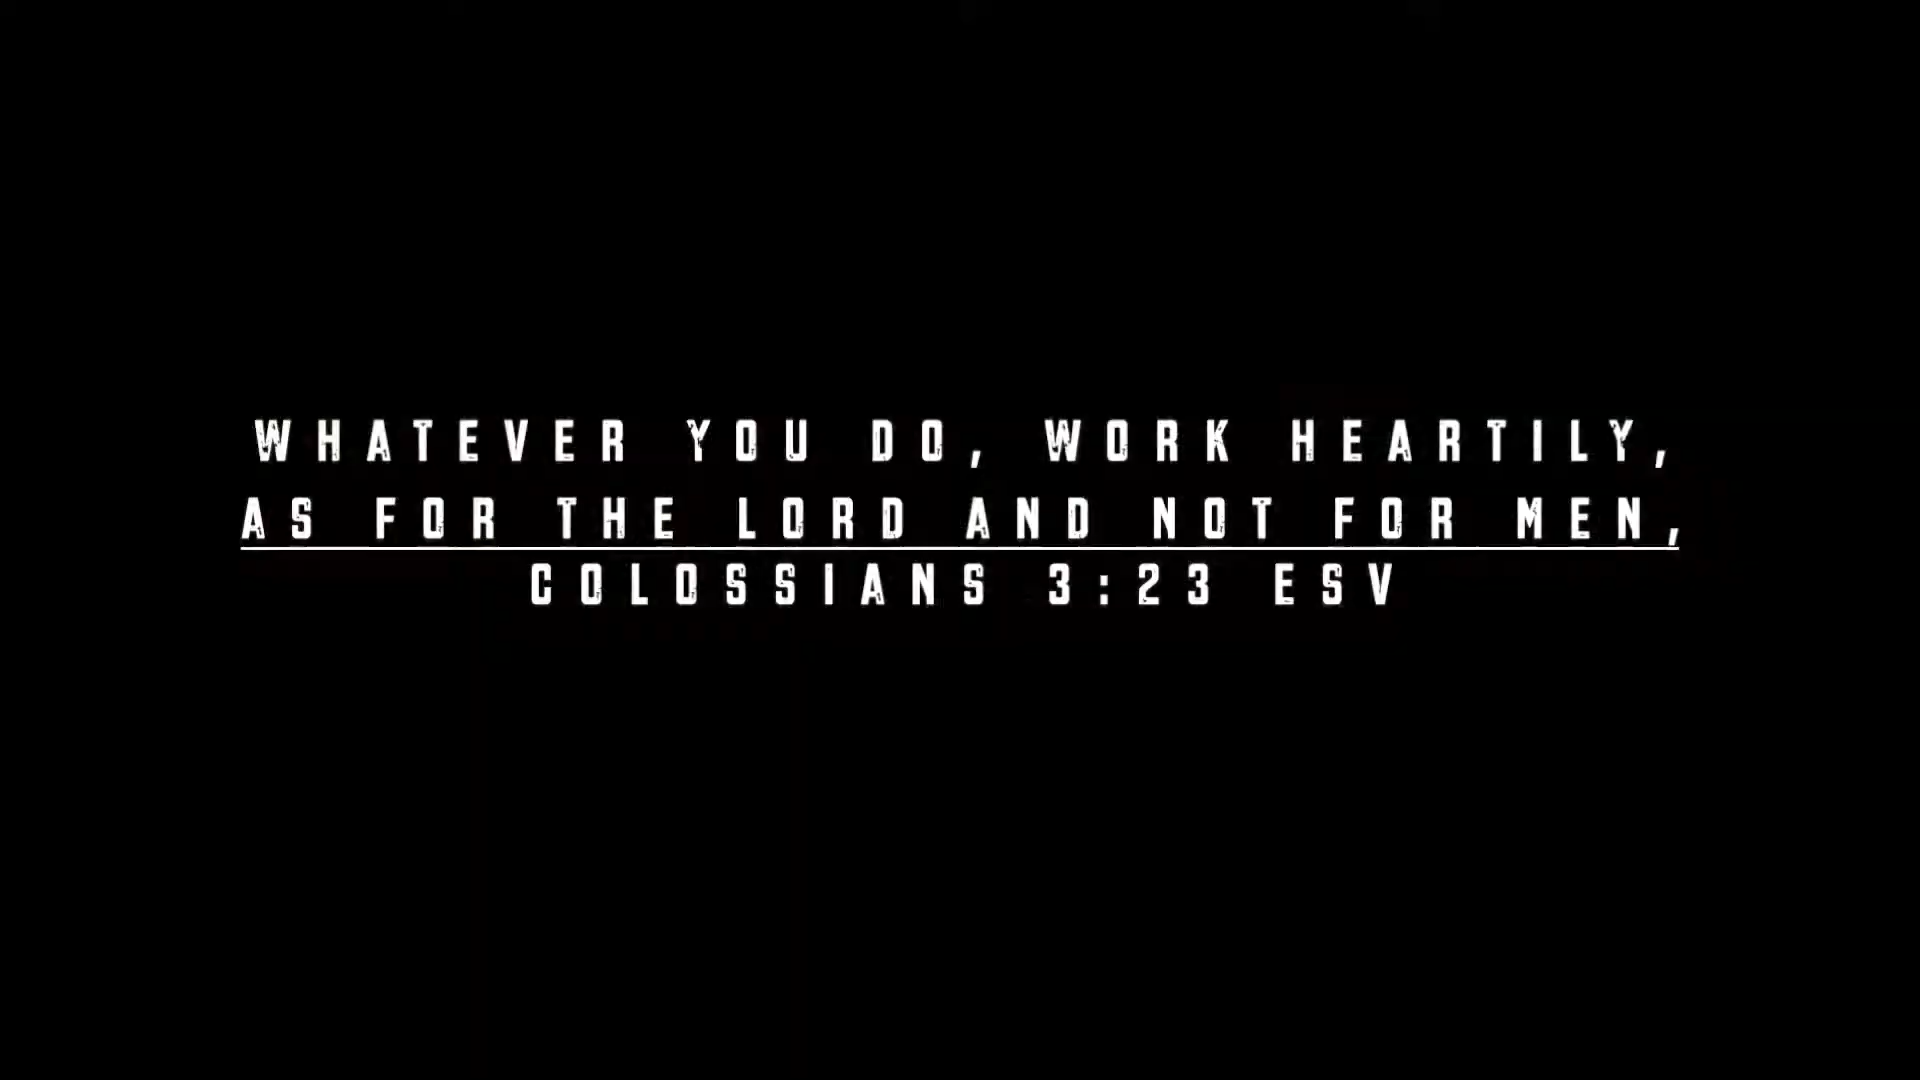 WHATEVER YOU DO, WORK HEARTILY,
AS FOR THE LORD AND NOT FOR MEN,
COLOSSIANS 3:23 ESV